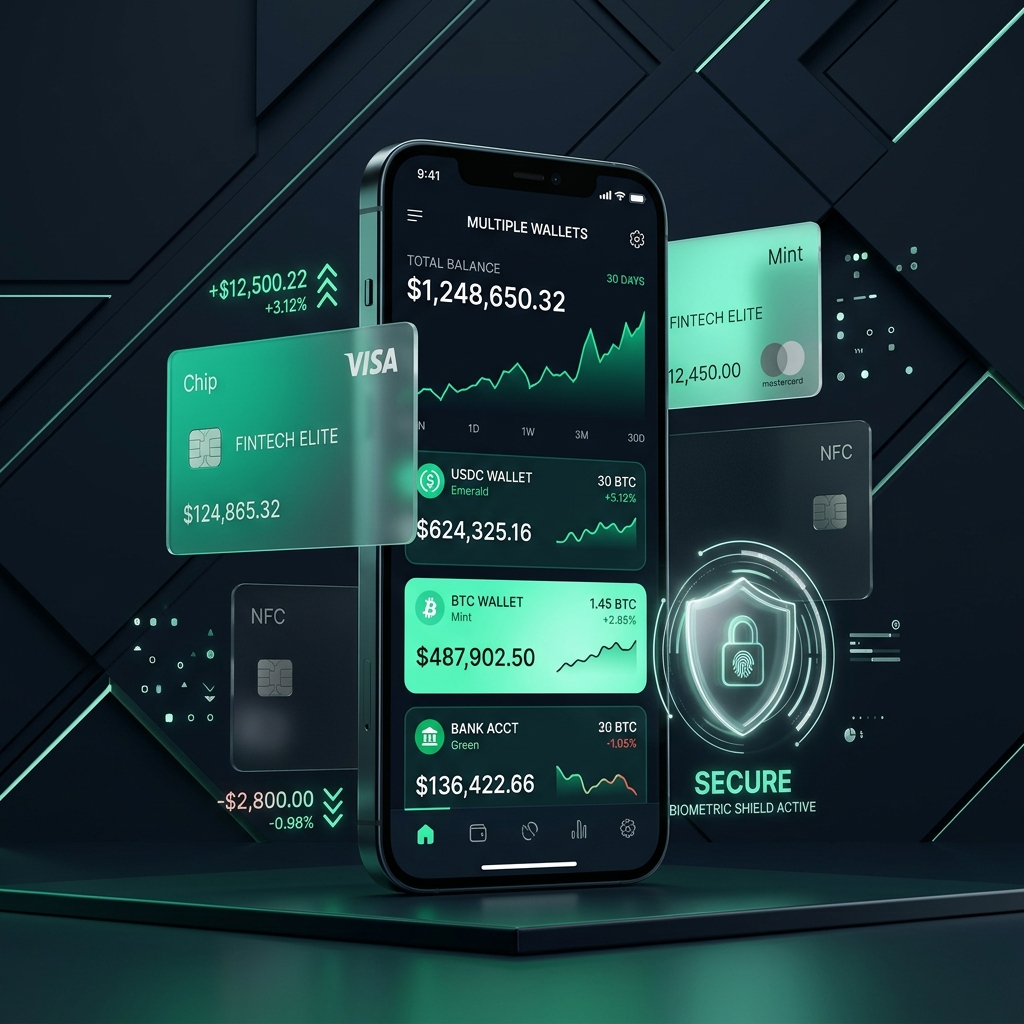 9:41
MULTIPLE WALLETS
TOTAL BALANCE
30 DAYS
$1,248,650.32
N 1D 1W 3M 30D
USDC WALLET
Emerald
30 BTC
+5.12%
$624,325.16
BTC WALLET
Mint
1.45 BTC
+2.85%
$487,902.50
BANK ACCT
Green
30 BTC
-1.05%
$136,422.66
+$12,500.22
+3.12%
Chip
VISA
FINTECH ELITE
$124,865.32
NFC
-$2,800.00
-0.98%
Mint
FINTECH ELITE
12,450.00
mastercard
NFC
SECURE
BIOMETRIC SHIELD ACTIVE